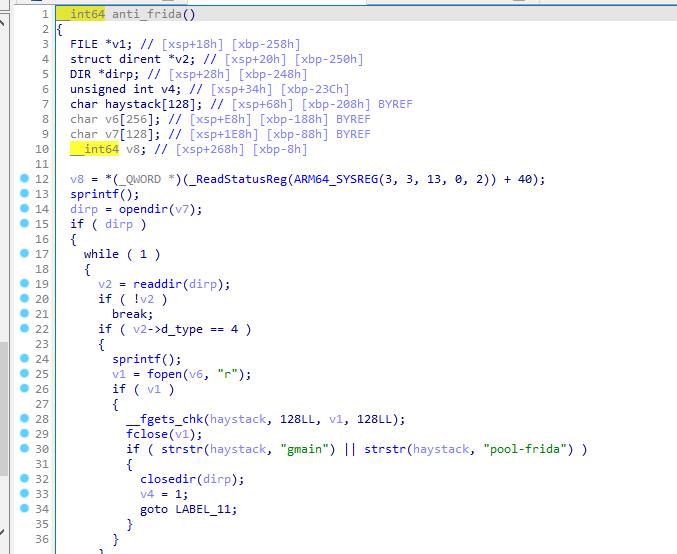 1 __int64 anti_frida()
2 {
3 FILE *v1; // [xsp+18h] [xbp-258h]
4 struct dirent *v2; // [xsp+20h] [xbp-250h]
5 DIR *dirp; // [xsp+28h] [xbp-248h]
6 unsigned int v4; // [xsp+34h] [xbp-23Ch]
7 char haystack[128]; // [xsp+68h] [xbp-208h] BYREF
8 char v6[256]; // [xsp+E8h] [xbp-188h] BYREF
9 char v7[128]; // [xsp+1E8h] [xbp-88h] BYREF
10 __int64 v8; // [xsp+268h] [xbp-8h]
11
12 v8 = *(_QWORD *)(_ReadStatusReg(ARM64_SYSREG(3, 3, 13, 0, 2)) + 40);
13 sprintf();
14 dirp = opendir(v7);
15 if ( dirp )
16 {
17 while ( 1 )
18 {
19 v2 = readdir(dirp);
20 if ( !v2 )
21 break;
22 if ( v2->d_type == 4 )
23 {
24 sprintf();
25 v1 = fopen(v6, "r");
26 if ( v1 )
27 {
28 __fgets_chk(haystack, 128LL, v1, 128LL);
29 fclose(v1);
30 if ( strstr(haystack, "gmain") || strstr(haystack, "pool-frida") )
31 {
32 closedir(dirp);
33 v4 = 1;
34 goto LABEL_11;
35 }
36 }